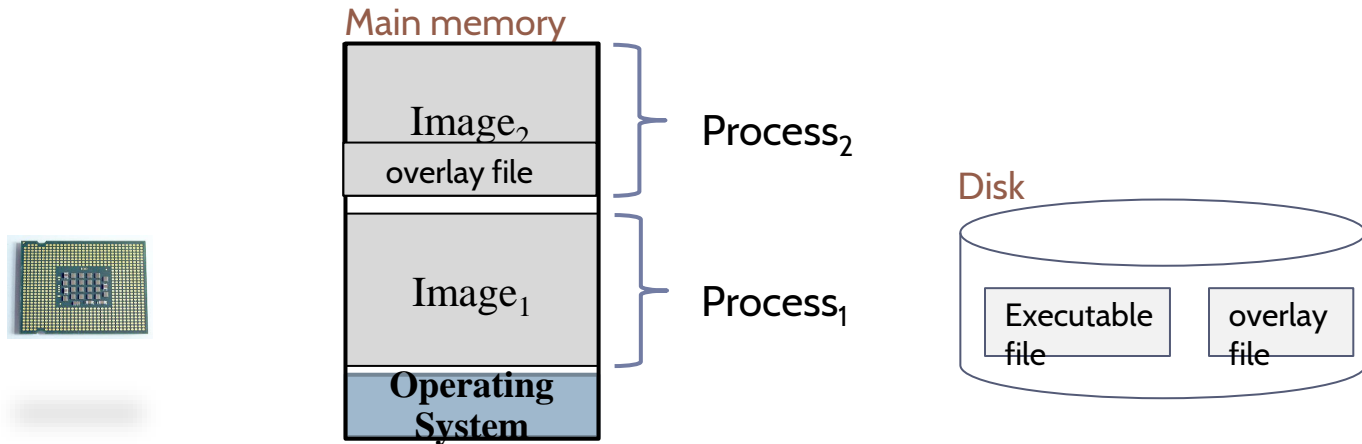 Main memory
Image₂
overlay file
Process₂
Image₁
Process₁
Operating
System
Disk
Executable
file
overlay
file